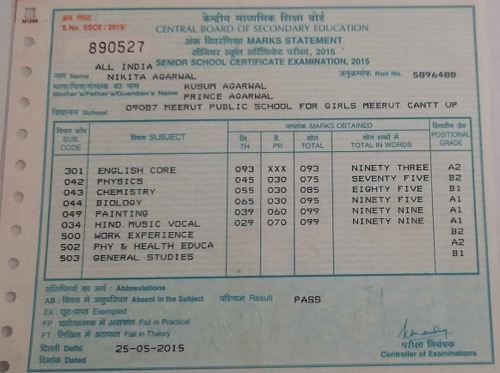 क्रम संख्या
S.No. SSCE / 2015/
890527
केन्द्रीय माध्यमिक शिक्षा बोर्ड
CENTRAL BOARD OF SECONDARY EDUCATION
अंक विवरणिका MARKS STATEMENT
सीनियर स्कूल सर्टिफिकेट परीक्षा, 2015
ALL INDIA SENIOR SCHOOL CERTIFICATE EXAMINATION, 2015
नाम Name NIKITA AGARWAL अनुक्रमांक Roll No. 5896488
माता/पिता/संरक्षक का नाम KUSUM AGARWAL
Mother's/Father's/Guardian's Name PRINCE AGARWAL
विद्यालय School 09087 MEERUT PUBLIC SCHOOL FOR GIRLS MEERUT CANTT UP
विषय कोड SUB. CODE विषय SUBJECT प्राप्तांक MARKS OBTAINED स्थितीय ग्रेड POSITIONAL GRADE
लि. TH प्रे. PR योग TOTAL योग शब्दों में TOTAL IN WORDS
301 ENGLISH CORE 093 XXX 093 NINETY THREE A2
042 PHYSICS 045 030 075 SEVENTY FIVE B2
043 CHEMISTRY 055 030 085 EIGHTY FIVE B1
044 BIOLOGY 065 030 095 NINETY FIVE A1
049 PAINTING 039 060 099 NINETY NINE A1
034 HIND. MUSIC VOCAL 029 070 099 NINETY NINE A1
500 WORK EXPERIENCE B2
502 PHY & HEALTH EDUCA A2
503 GENERAL STUDIES B1
संक्षिप्तियों का अर्थ : Abbreviations
AB : विषय में अनुपस्थित Absent in the Subject परिणाम Result PASS
EX : छूट-प्राप्त Exempted
FP : प्रयोगात्मक में असफल Fail in Practical
FT : लिखित में असफल Fail in Theory
दिल्ली Delhi
दिनांक Dated 25-05-2015
परीक्षा नियंत्रक
Controller of Examinations